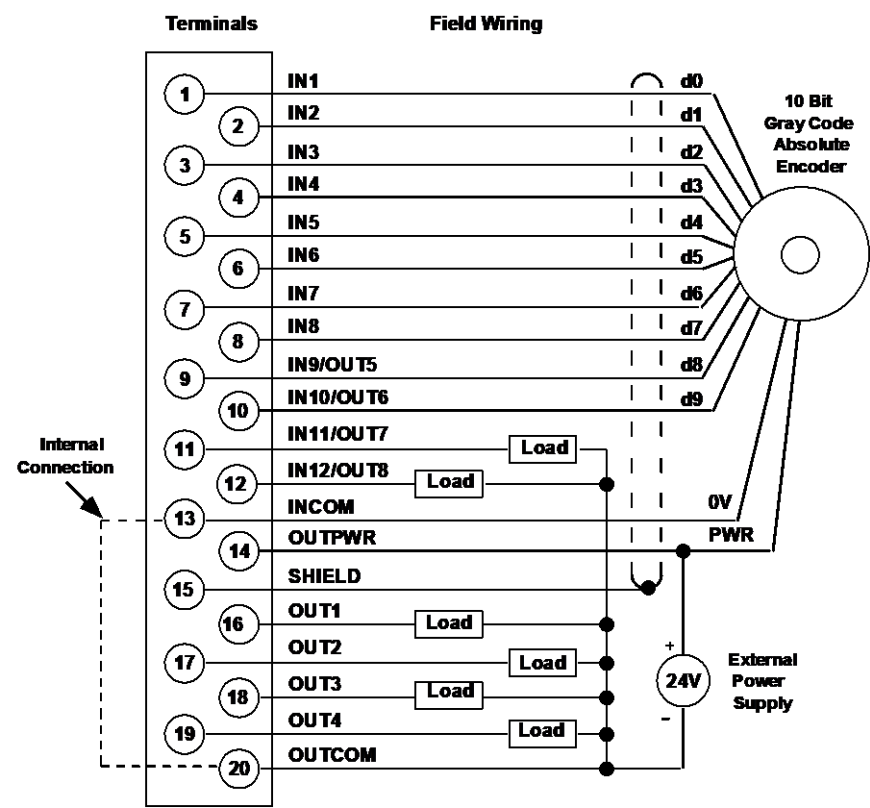 Terminals
Field Wiring
1
IN1
d0
10 Bit
Gray Code
Absolute
Encoder
2
IN2
d1
3
IN3
d2
4
IN4
d3
5
IN5
d4
6
IN6
d5
7
IN7
d6
8
IN8
d7
9
IN9/OUT5
d8
10
IN10/OUT6
d9
11
IN11/OUT7
Load
Internal
Connection
12
IN12/OUT8
Load
13
INCOM
0V
14
OUTPWR
PWR
15
SHIELD
16
OUT1
Load
17
OUT2
Load
+
24V
-
External
Power
Supply
18
OUT3
Load
19
OUT4
Load
20
OUTCOM